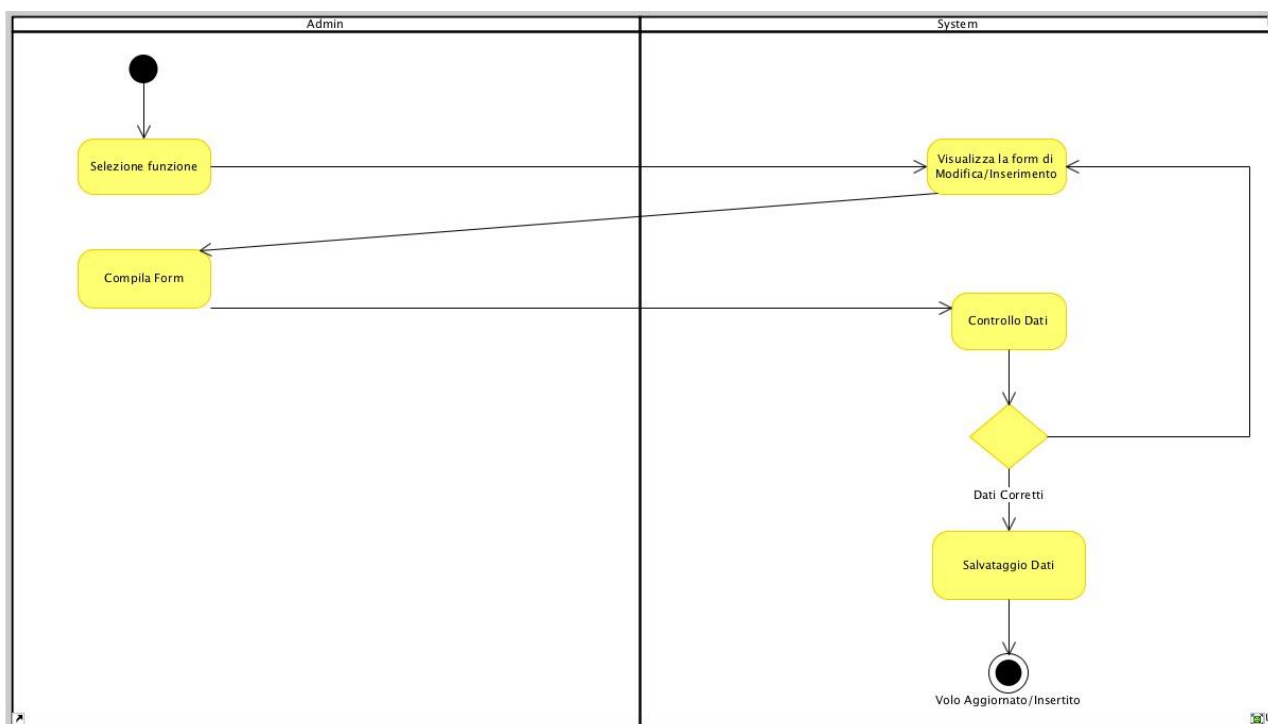 Admin
System
Selezione funzione
Visualizza la form di
Modifica/Inserimento
Compila Form
Controllo Dati
Dati Corretti
Salvataggio Dati
Volo Aggiornato/Insertito